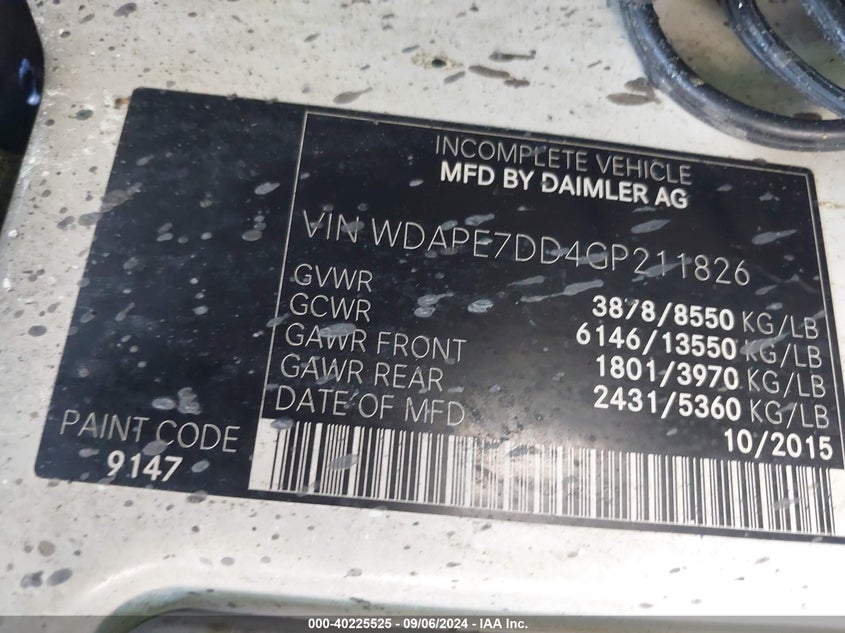 INCOMPLETE VEHICLE
MFD BY DAIMLER AG
VIN WDAPE7DD4GP211826
GVWR 3878/8550 KG/LB
GCWR 6146/13550 KG/LB
GAWR FRONT 1801/3970 KG/LB
GAWR REAR 2431/5360 KG/LB
DATE OF MFD 10/2015
PAINT CODE
9147
000-40225525 - 09/06/2024 - IAA Inc.